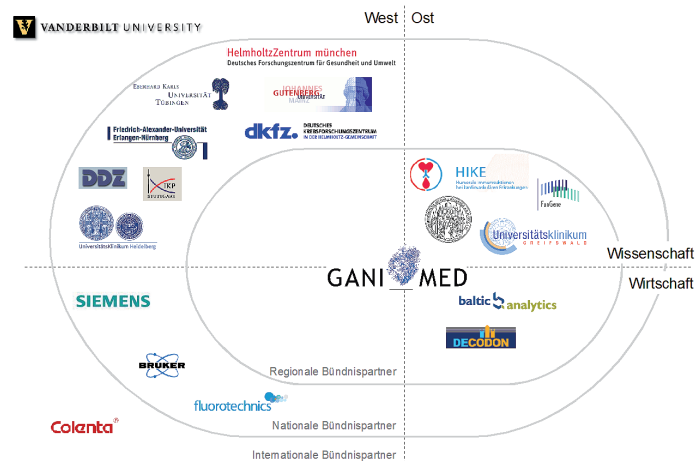 VANDERBILT UNIVERSITY
West Ost
HelmholtzZentrum münchen
Deutsches Forschungszentrum für Gesundheit und Umwelt
EBERHARD KARLS
UNIVERSITÄT
TÜBINGEN
JOHANNES
GUTENBERG
UNIVERSITÄT
MAINZ
dkfz.
DEUTSCHES
KREBSFORSCHUNGSZENTRUM
IN DER HELMHOLTZ-GEMEINSCHAFT
Friedrich-Alexander-Universität
Erlangen-Nürnberg
DDZ
IKP
STUTTGART
HIKE
FunGene
UniversitätsKlinikum Heidelberg
Universitätsklinikum
GREIFSWALD
Wissenschaft
GANI MED
Wirtschaft
SIEMENS
baltic analytics
DECODON
BRUKER
Regionale Bündnispartner
fluorotechnics
Colenta®
Nationale Bündnispartner
Internationale Bündnispartner